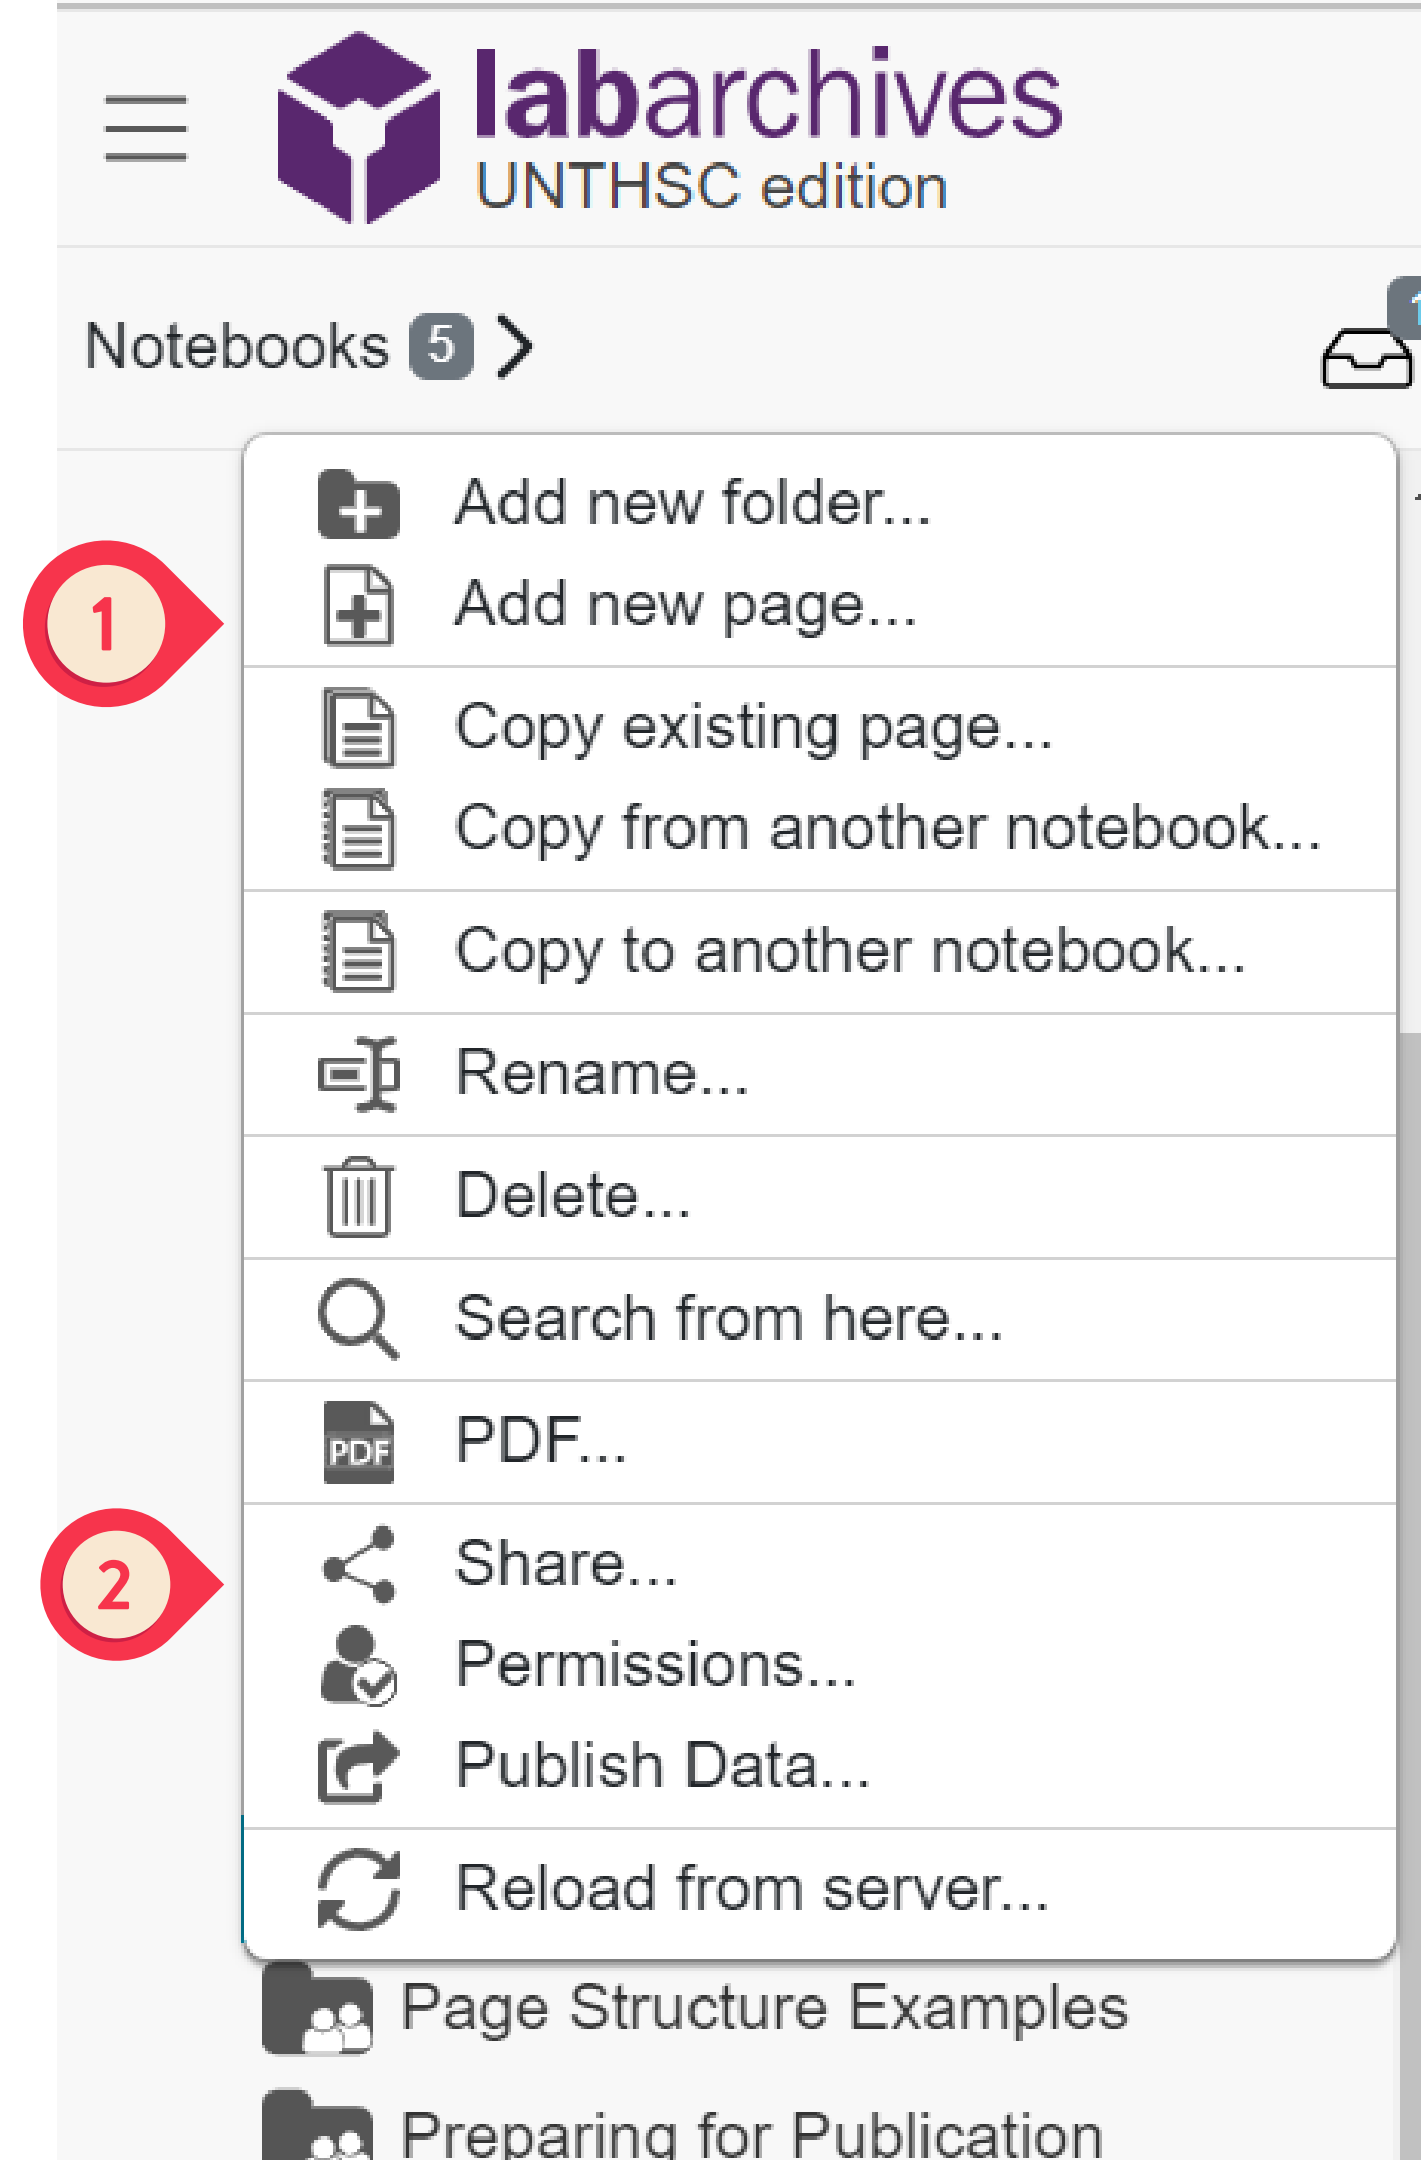 labarchives
UNTHSC edition
Notebooks 5
1
Add new folder...
1
Add new page...
Copy existing page...
Copy from another notebook...
Copy to another notebook...
Rename...
Delete...
Search from here...
PDF PDF...
2
Share...
Permissions...
Publish Data...
Reload from server...
Page Structure Examples
Preparing for Publication